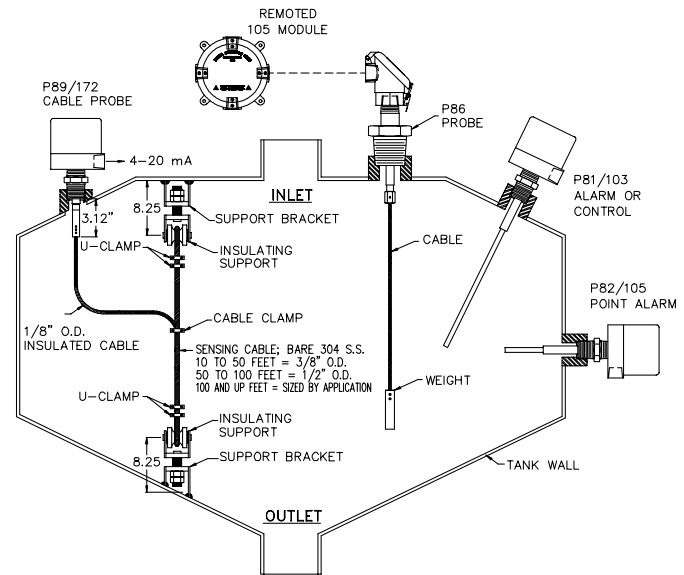 REMOTED
105 MODULE
P89/172
CABLE PROBE
4-20 mA
P86
PROBE
P81/103
ALARM OR
CONTROL
3.12"
8.25
INLET
SUPPORT BRACKET
U-CLAMP
INSULATING
SUPPORT
CABLE
P82/105
POINT ALARM
1/8" O.D.
INSULATED CABLE
CABLE CLAMP
SENSING CABLE; BARE 304 S.S.
10 TO 50 FEET = 3/8" O.D.
50 TO 100 FEET = 1/2" O.D.
100 AND UP FEET = SIZED BY APPLICATION
WEIGHT
U-CLAMP
INSULATING
SUPPORT
8.25
SUPPORT BRACKET
TANK WALL
OUTLET